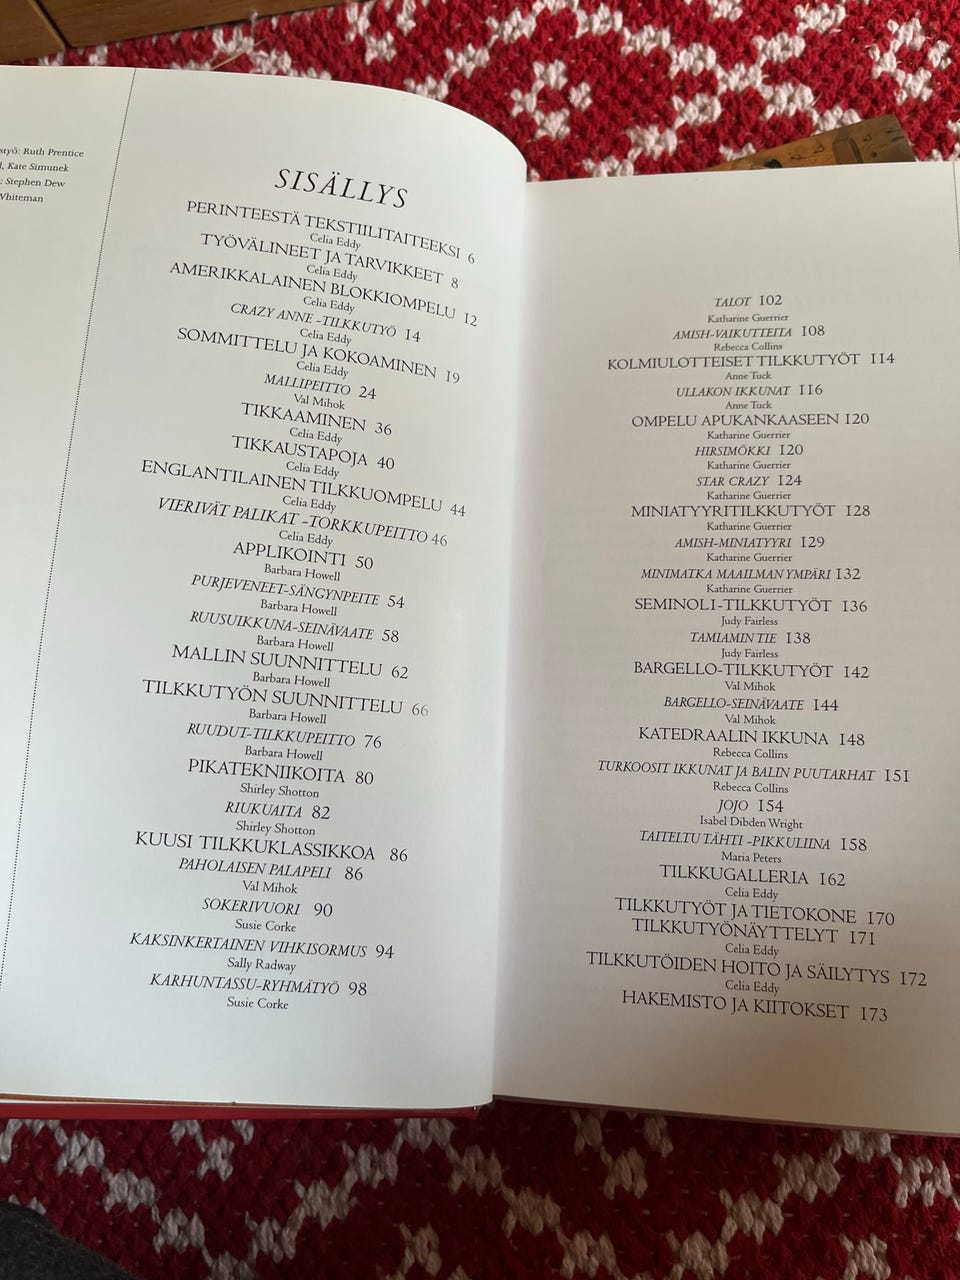 styö: Ruth Prentice
Kate Simunek
: Stephen Dew
Whiteman
SISÄLLYS
PERINTEESTÄ TEKSTIILITAITEEKSI 6
Celia Eddy
TYÖVÄLINEET JA TARVIKKEET 8
Celia Eddy
AMERIKKALAINEN BLOKKIOMPELU 12
Celia Eddy
CRAZY ANNE -TILKKUTYÖ 14
Celia Eddy
SOMMITTELU JA KOKOAMINEN 19
Celia Eddy
MALLIPEITTO 24
Val Mihok
TIKKAAMINEN 36
Celia Eddy
TIKKAUSTAPOJA 40
Celia Eddy
ENGLANTILAINEN TILKKUOMPELU 44
Celia Eddy
VIERIVÄT PALIKAT -TORKKUPEITTO 46
Celia Eddy
APPLIKOINTI 50
Barbara Howell
PURJEVENEET-SÄNGYNPEITE 54
Barbara Howell
RUUSUIKKUNA-SEINÄVAATE 58
Barbara Howell
MALLIN SUUNNITTELU 62
Barbara Howell
TILKKUTYÖN SUUNNITTELU 66
Barbara Howell
RUUDUT-TILKKUPEITTO 76
Barbara Howell
PIKATEKNIIKOITA 80
Shirley Shotton
RIUKUAITA 82
Shirley Shotton
KUUSI TILKKUKLASSIKKOA 86
PAHOLAISEN PALAPELI 86
Val Mihok
SOKERIVUORI 90
Susie Corke
KAKSINKERTAINEN VIHKISORMUS 94
Sally Radway
KARHUNTASSU-RYHMÄTYÖ 98
Susie Corke
TALOT 102
Katharine Guerrier
AMISH-VAIKUTTEITA 108
Rebecca Collins
KOLMIULOTTEISET TILKKUTYÖT 114
Anne Tuck
ULLAKON IKKUNAT 116
Anne Tuck
OMPELU APUKANKAASEEN 120
Katharine Guerrier
HIRSIMÖKKI 120
Katharine Guerrier
STAR CRAZY 124
Katharine Guerrier
MINIATYYRITILKKUTYÖT 128
Katharine Guerrier
AMISH-MINIATYYRI 129
Katharine Guerrier
MINIMATKA MAAILMAN YMPÄRI 132
Katharine Guerrier
SEMINOLI-TILKKUTYÖT 136
Judy Fairless
TAMIAMIN TIE 138
Judy Fairless
BARGELLO-TILKKUTYÖT 142
Val Mihok
BARGELLO-SEINÄVAATE 144
Val Mihok
KATEDRAALIN IKKUNA 148
Rebecca Collins
TURKOOSIT IKKUNAT JA BALIN PUUTARHAT 151
Rebecca Collins
JOJO 154
Isabel Dibden Wright
TAITELTU TÄHTI -PIKKULIINA 158
Maria Peters
TILKKUGALLERIA 162
Celia Eddy
TILKKUTYÖT JA TIETOKONE 170
TILKKUTYÖNÄYTTELYT 171
Celia Eddy
TILKKUTÖIDEN HOITO JA SÄILYTYS 172
Celia Eddy
HAKEMISTO JA KIITOKSET 173